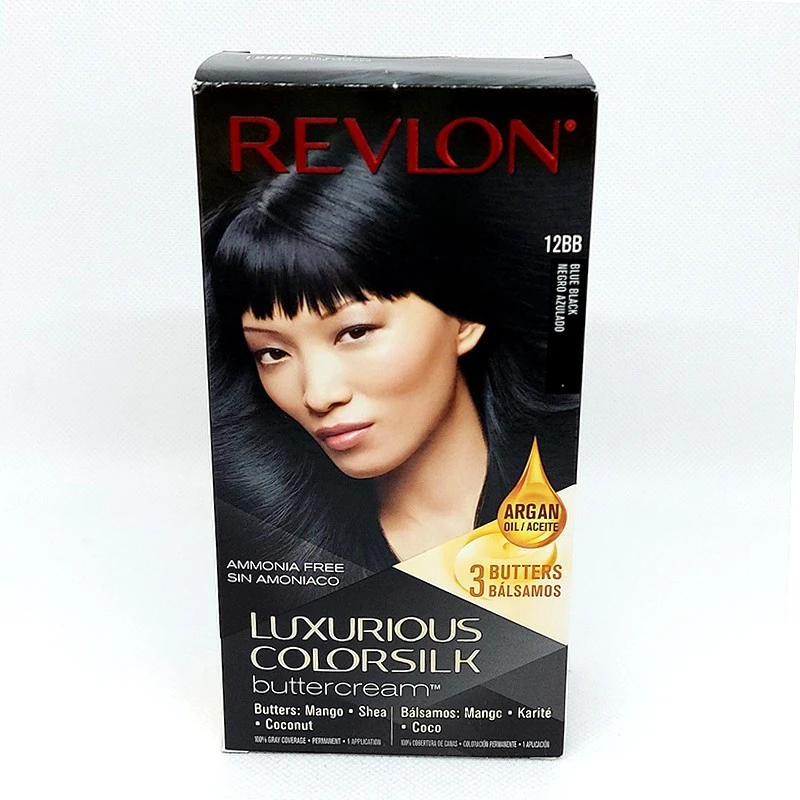 REVLON®
12BB
BLUE BLACK
NEGRO AZULADO
ARGAN
OIL / ACEITE
3 BUTTERS
BÁLSAMOS
AMMONIA FREE
SIN AMONIACO
LUXURIOUS
COLORSILK
buttercream™
Butters: Mango • Shea
• Coconut
100% GRAY COVERAGE • PERMANENT • 1 APPLICATION
Bálsamos: Mango • Karité
• Coco
100% COBERTURA DE CANAS • COLORACIÓN PERMANENTE • 1 APLICACIÓN